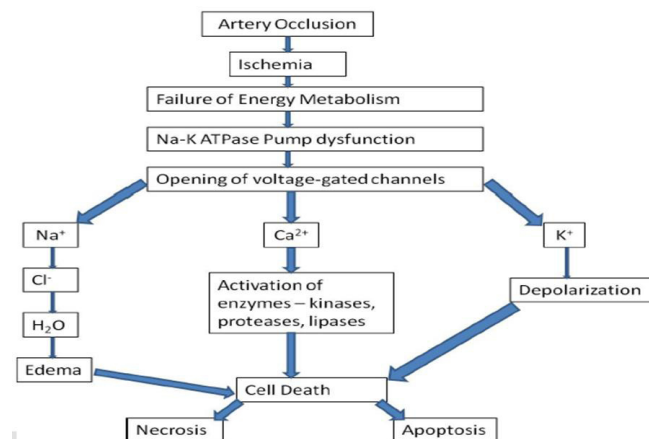 Artery Occlusion
Ischemia
Failure of Energy Metabolism
Na-K ATPase Pump dysfunction
Opening of voltage-gated channels
Na⁺
Ca²⁺
K⁺
Cl⁻
Activation of
enzymes – kinases,
proteases, lipases
Depolarization
H₂O
Edema
Cell Death
Necrosis
Apoptosis